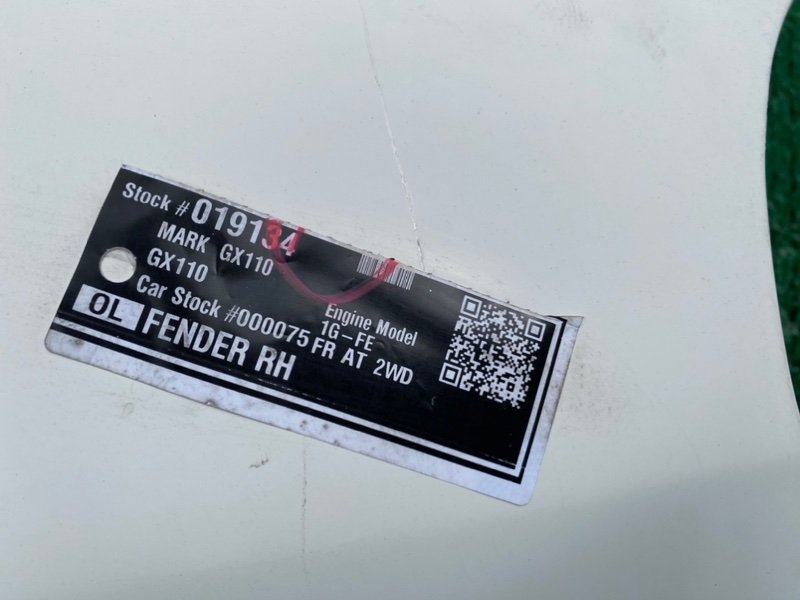 Stock #019134
MARK GX110
GX110
Engine Model
1G-FE
Car Stock #000075 FR AT 2WD
OL FENDER RH